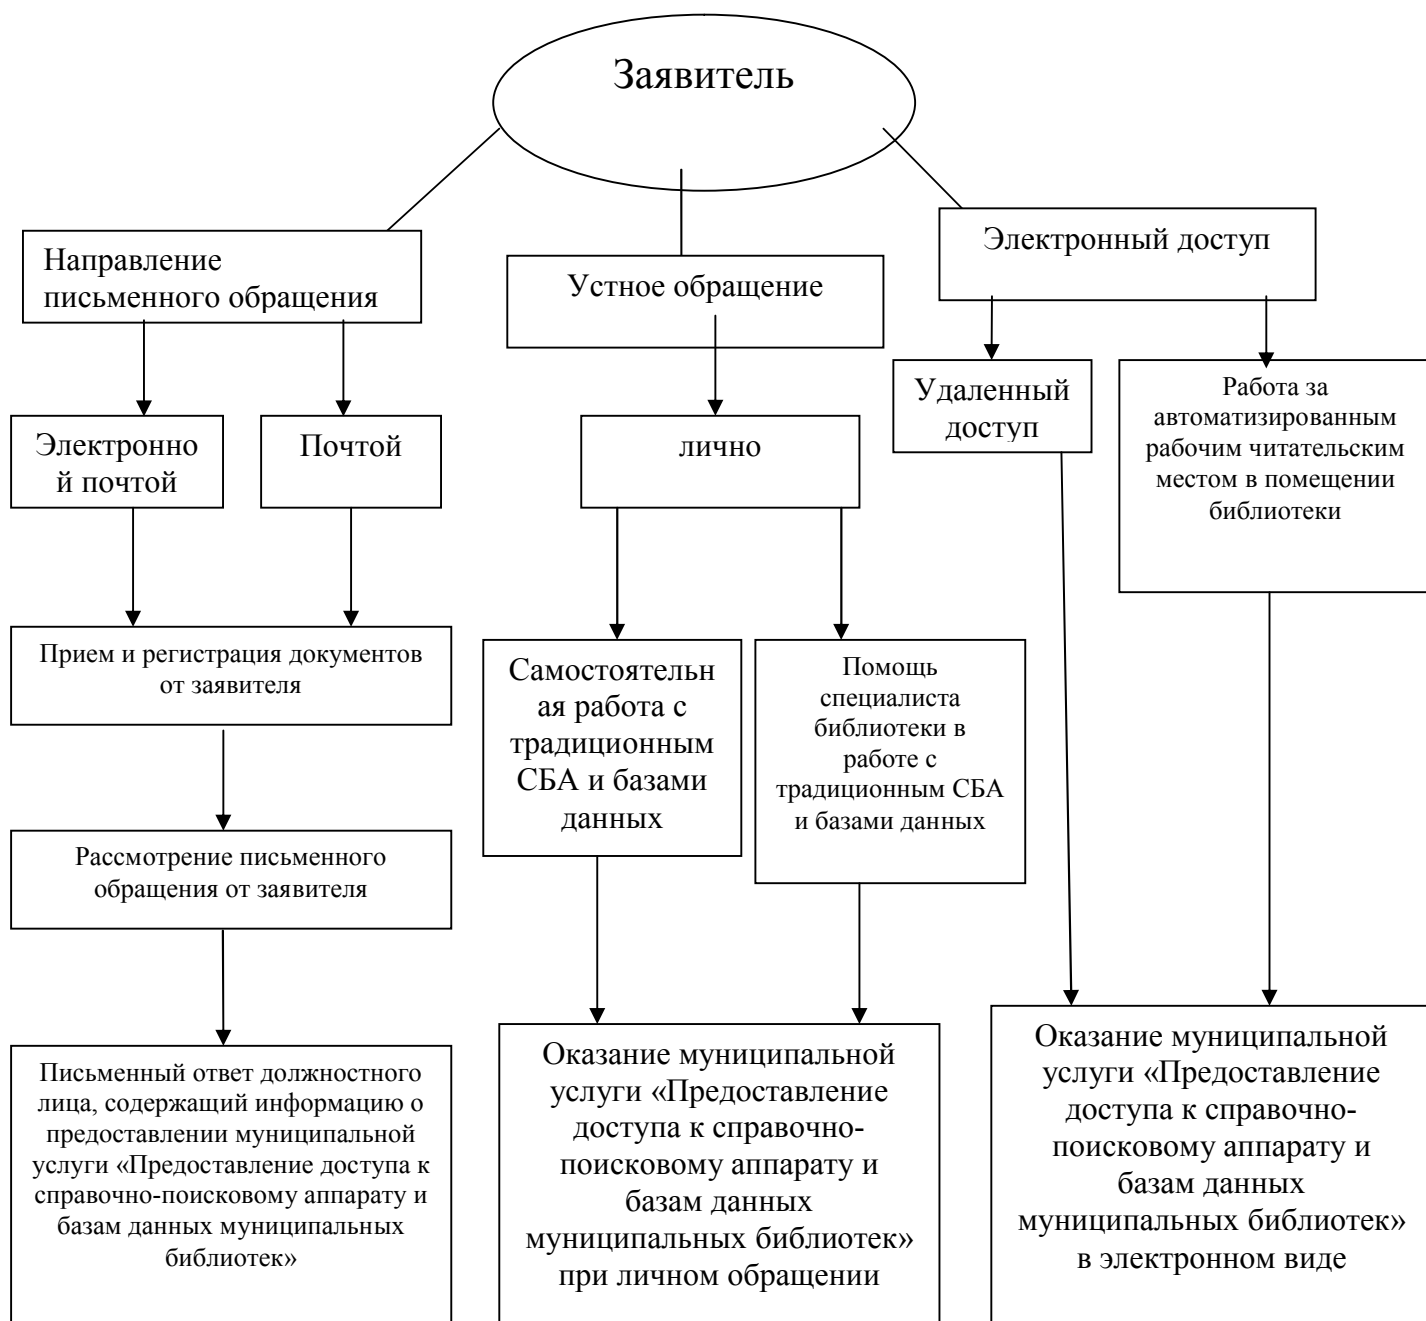 Заявитель
Направление
письменного обращения
Устное обращение
Электронный доступ
Электронно
й почтой
Почтой
лично
Удаленный
доступ
Работа за
автоматизированным
рабочим читательским
местом в помещении
библиотеки
Прием и регистрация документов
от заявителя
Самостоятельн
ая работа с
традиционным
СБА и базами
данных
Помощь
специалиста
библиотеки в
работе с
традиционным СБА
и базами данных
Рассмотрение письменного
обращения от заявителя
Письменный ответ должностного
лица, содержащий информацию о
предоставлении муниципальной
услуги «Предоставление доступа к
справочно-поисковому аппарату и
базам данных муниципальных
библиотек»
Оказание муниципальной
услуги «Предоставление
доступа к справочно-
поисковому аппарату и
базам данных
муниципальных библиотек»
при личном обращении
Оказание муниципальной
услуги «Предоставление
доступа к справочно-
поисковому аппарату и
базам данных
муниципальных библиотек»
в электронном виде